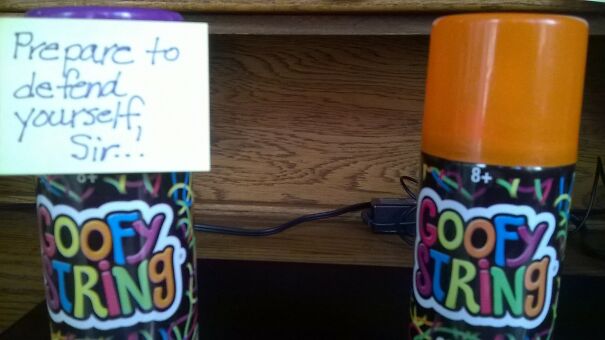 Prepare to
defend
yourself,
Sir...!
8+
GOOFY
STRiNg
8+
GOOFY
STRiNg